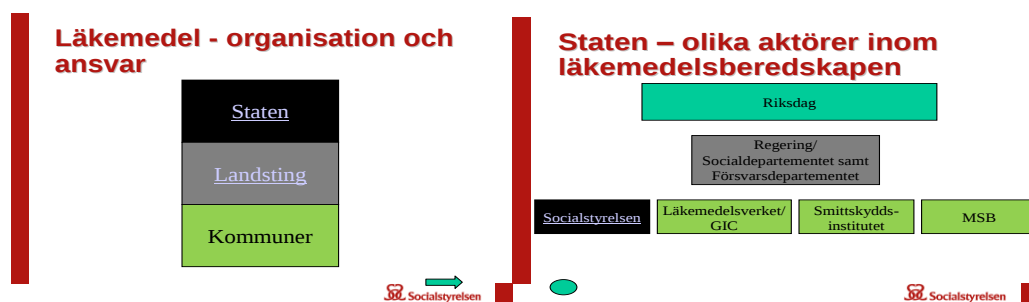 Läkemedel - organisation och
ansvar
Staten
Landsting
Kommuner
Socialstyrelsen
Staten – olika aktörer inom
läkemedelsberedskapen
Riksdag
Regering/
Socialdepartementet samt
Försvarsdepartementet
Socialstyrelsen
Läkemedelsverket/
GIC
Smittskydds-
institutet
MSB
Socialstyrelsen